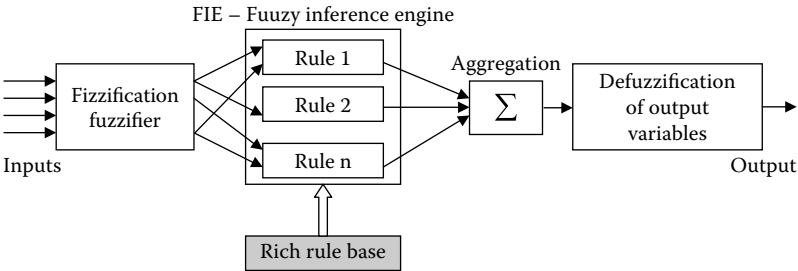 FIE – Fuuzy inference engine
Rule 1
Rule 2
Rule n
Fizzification
fuzzifier
Inputs
Aggregation
Σ
Defuzzification
of output
variables
Output
Rich rule base